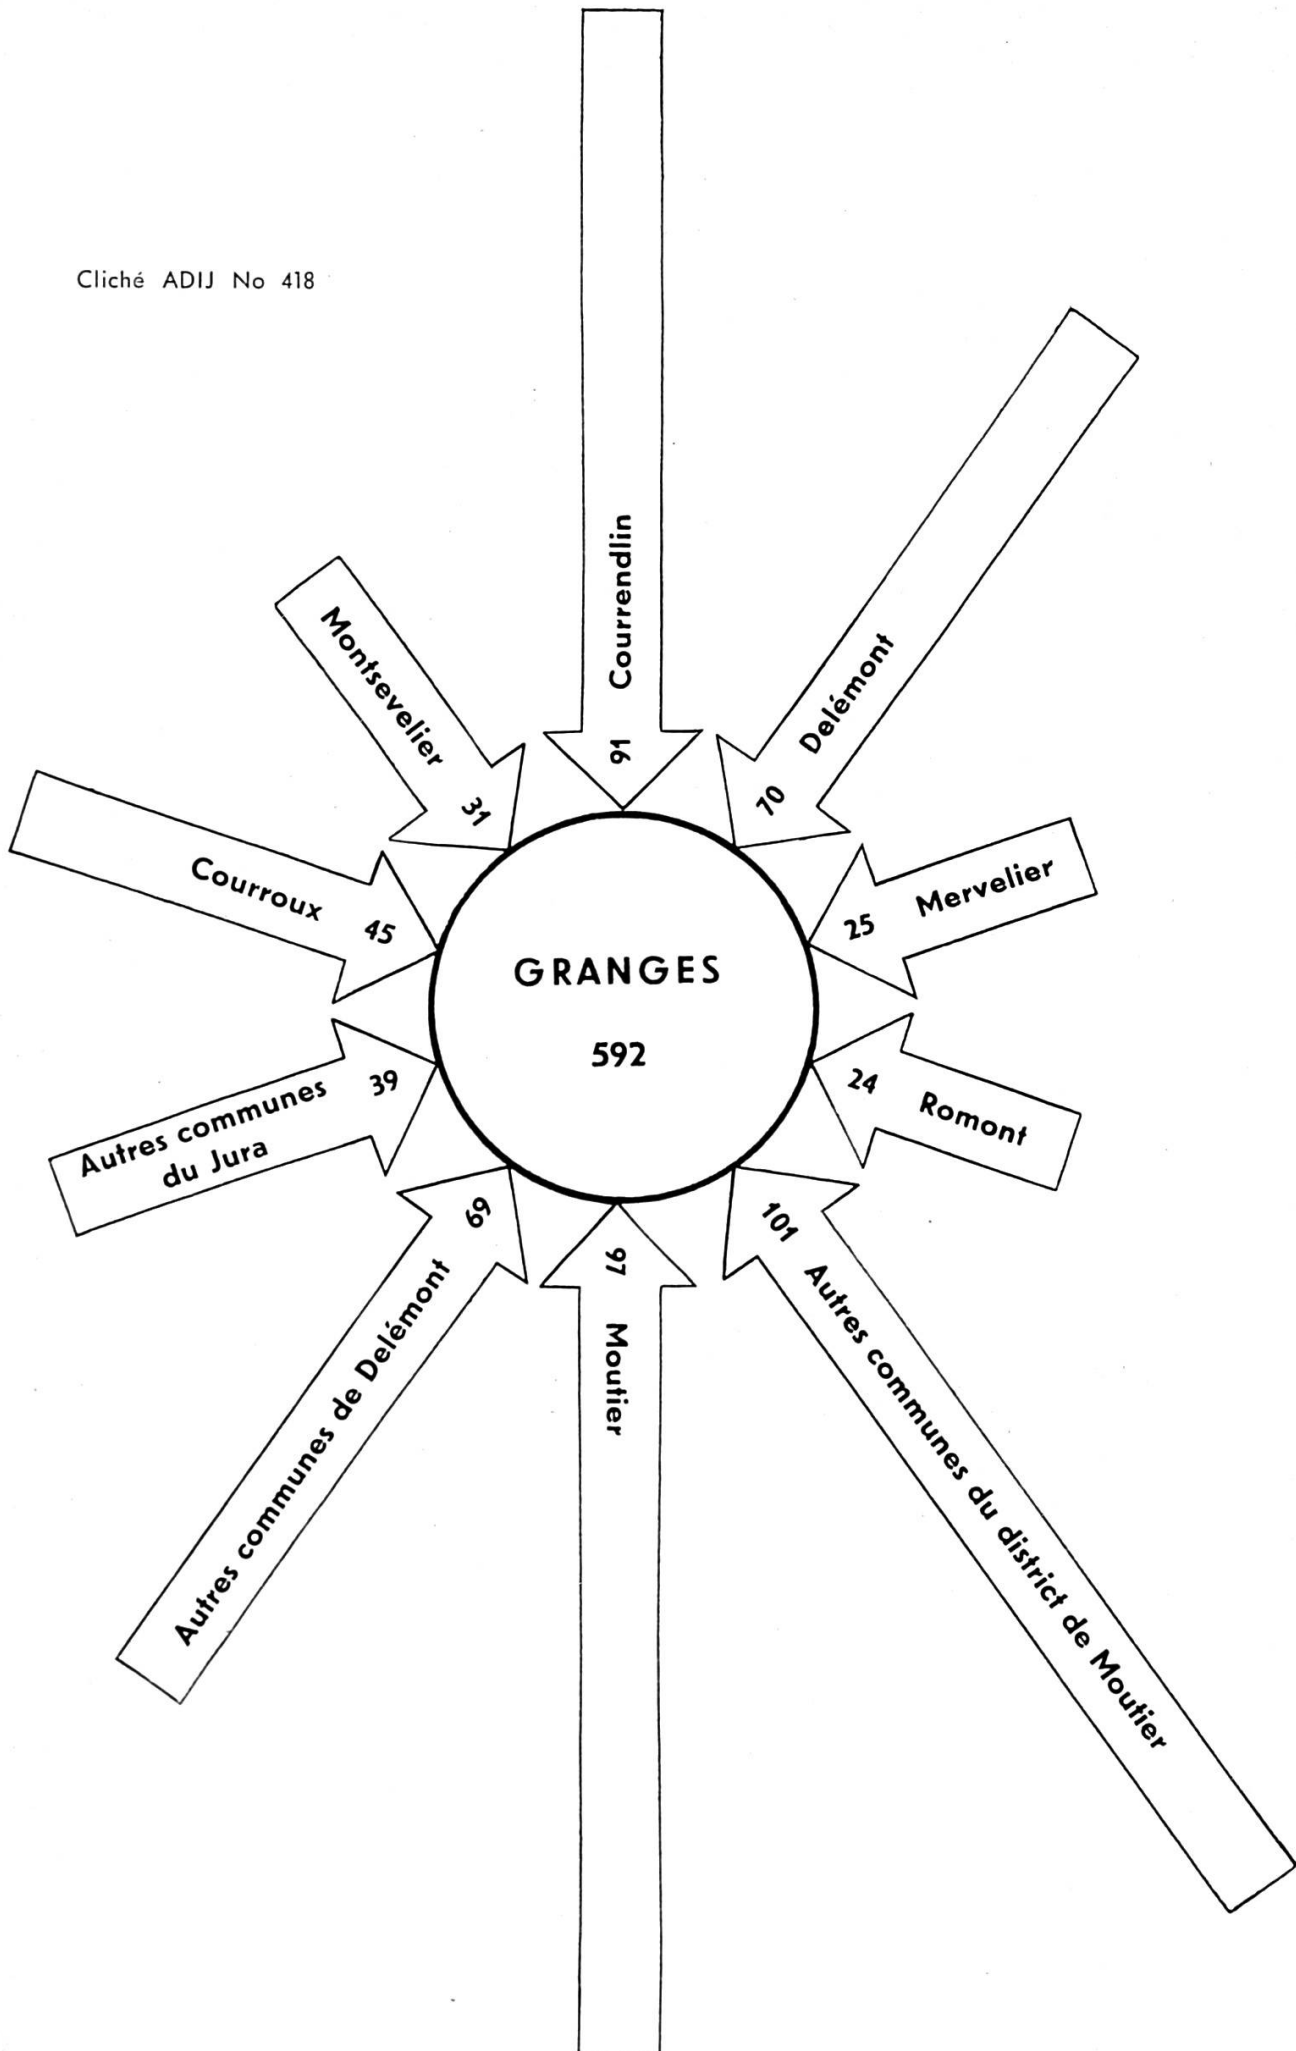 Cliché ADIJ No 418
Courrendlin
91
Delémont
70
Montsevelier
31
Mervelier
25
Courroux
45
GRANGES
592
Romont
24
Autres communes
du Jura
39
Autres communes de Delémont
69
Moutier
97
101 Autres communes du district de Moutier